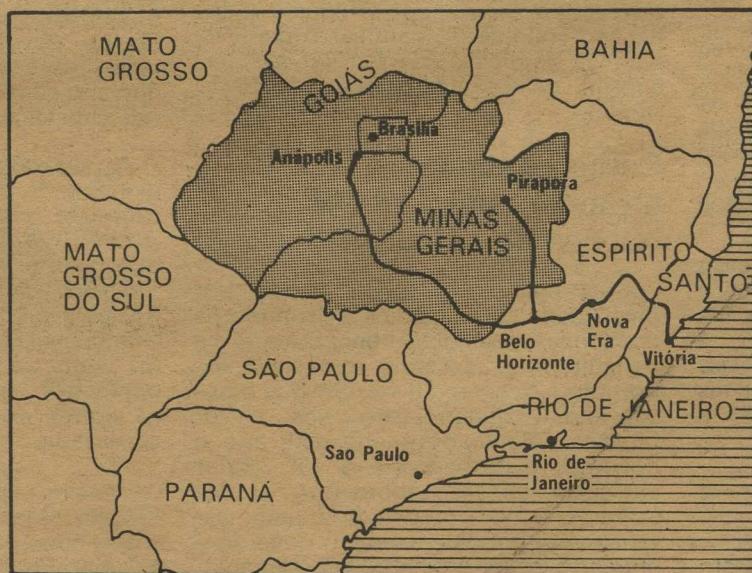 MATO
GROSSO
GOIÁS
BAHIA
Brasília
Anápolis
Pirapora
MINAS
GERAIS
MATO
GROSSO
DO SUL
ESPÍRITO
SANTO
Belo
Horizonte
Nova
Era
Vitória
SÃO PAULO
RIO DE JANEIRO
Sao Paulo
Rio de
Janeiro
PARANÁ